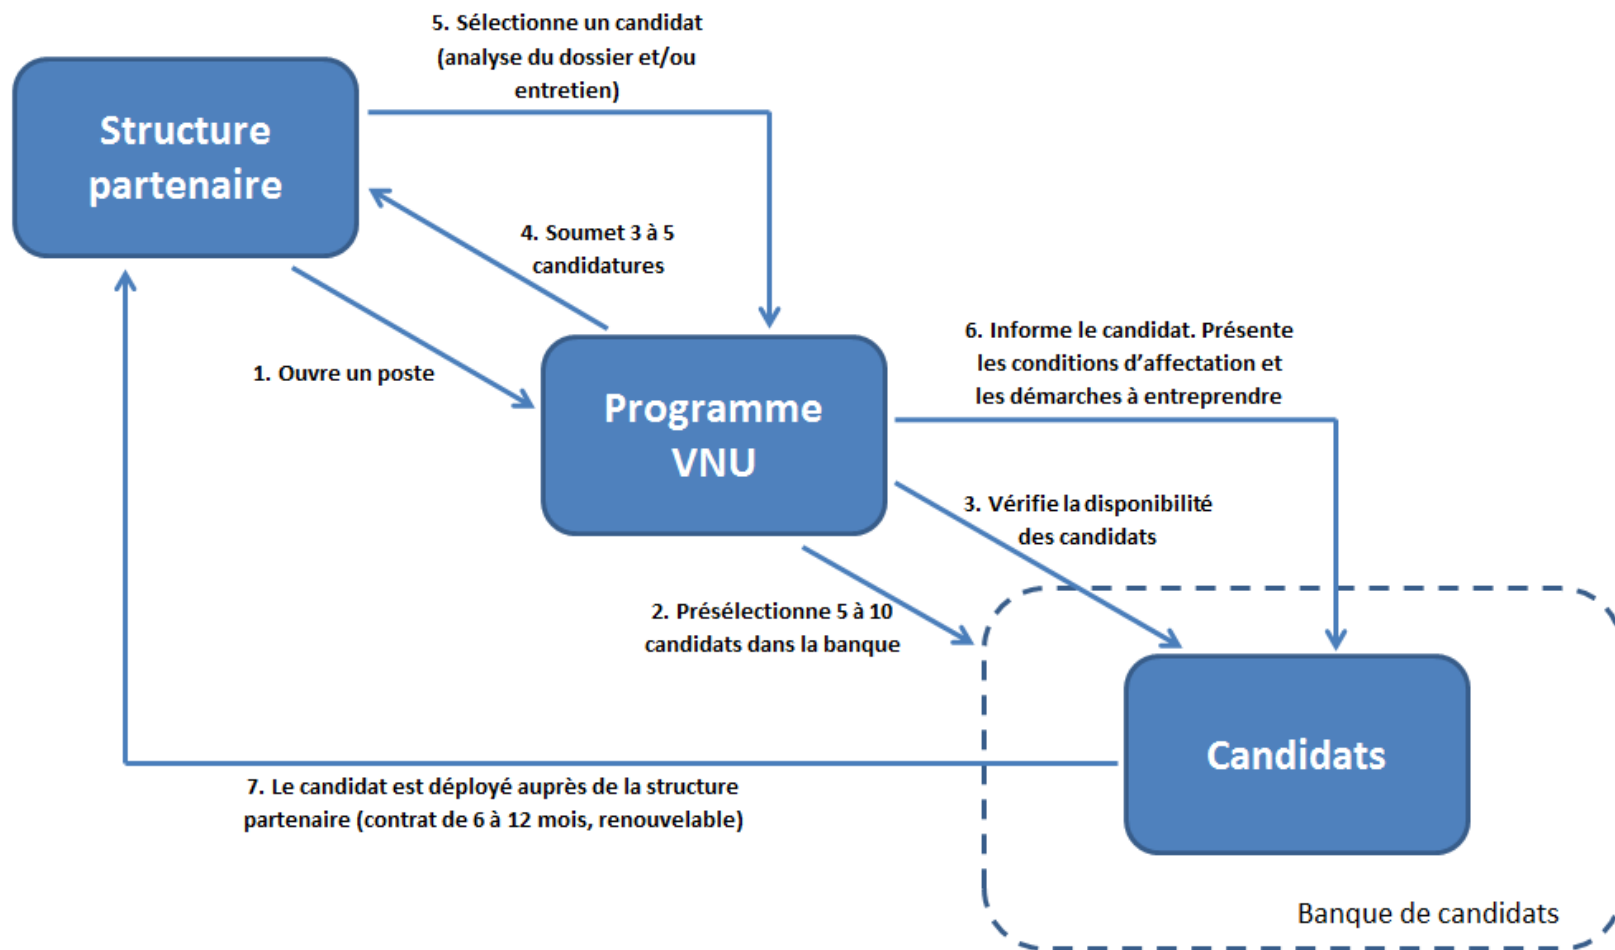 5. Sélectionne un candidat
(analyse du dossier et/ou
entretien)
Structure
partenaire
4. Soumet 3 à 5
candidatures
1. Ouvre un poste
6. Informe le candidat. Présente
les conditions d’affectation et
les démarches à entreprendre
Programme
VNU
3. Vérifie la disponibilité
des candidats
2. Présélectionne 5 à 10
candidats dans la banque
Candidats
7. Le candidat est déployé auprès de la structure
partenaire (contrat de 6 à 12 mois, renouvelable)
Banque de candidats